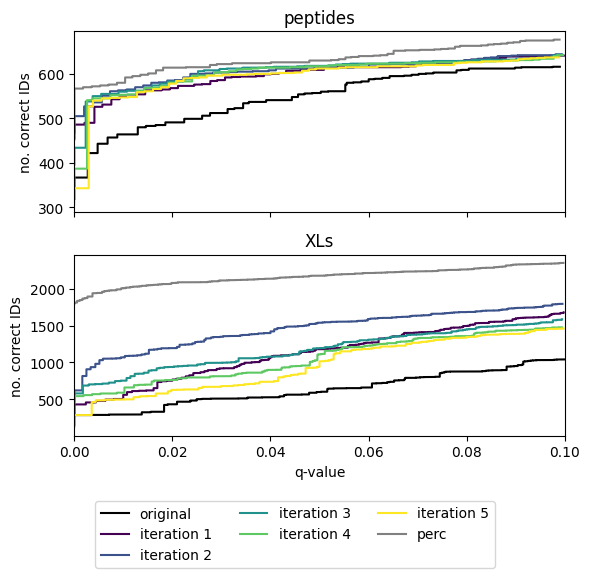 peptides
no. correct IDs
600
500
400
300
XLs
no. correct IDs
2000
1500
1000
500
0.00 0.02 0.04 0.06 0.08 0.10
q-value
original iteration 3 iteration 5
iteration 1 iteration 4 perc
iteration 2